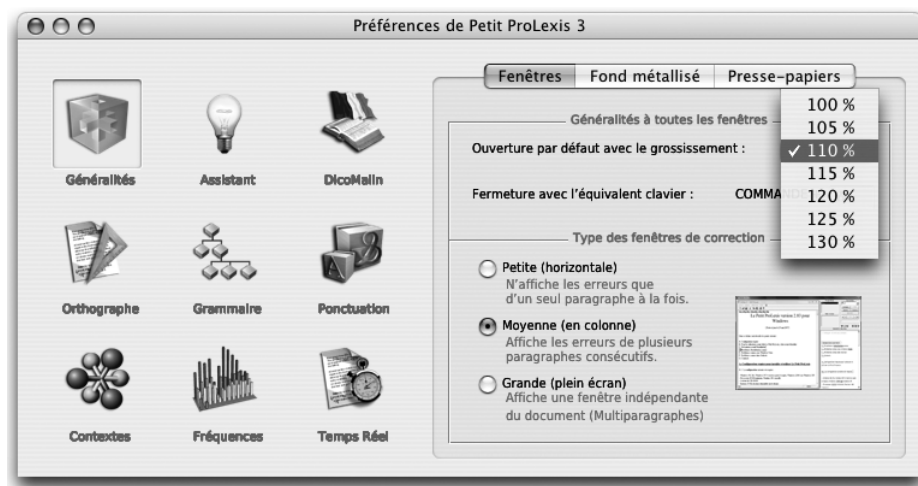 Préférences de Petit ProLexis 3
Fenêtres Fond métallisé Presse-papiers
Généralités Assistant DicoMalin
Orthographe Grammaire Ponctuation
Contextes Fréquences Temps Réel
Généralités à toutes les fenêtres
Ouverture par défaut avec le grossissement :
100 %
105 %
✓ 110 %
115 %
120 %
125 %
130 %
Fermeture avec l'équivalent clavier :
Type des fenêtres de correction
Petite (horizontale)
N'affiche les erreurs que
d'un seul paragraphe à la fois.
Moyenne (en colonne)
Affiche les erreurs de plusieurs
paragraphes consécutifs.
Grande (plein écran)
Affiche une fenêtre indépendante
du document (Multiparagraphes)